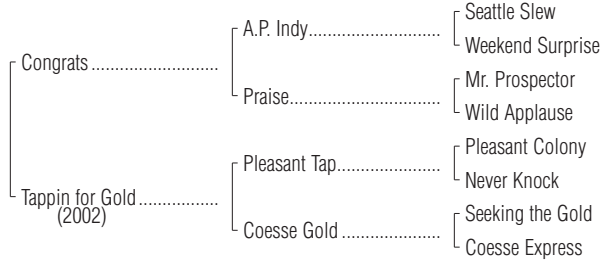 Seattle Slew
A.P. Indy
Weekend Surprise
Congrats
Mr. Prospector
Praise
Wild Applause
Pleasant Colony
Pleasant Tap
Never Knock
Tappin for Gold
(2002)
Seeking the Gold
Coesse Gold
Coesse Express